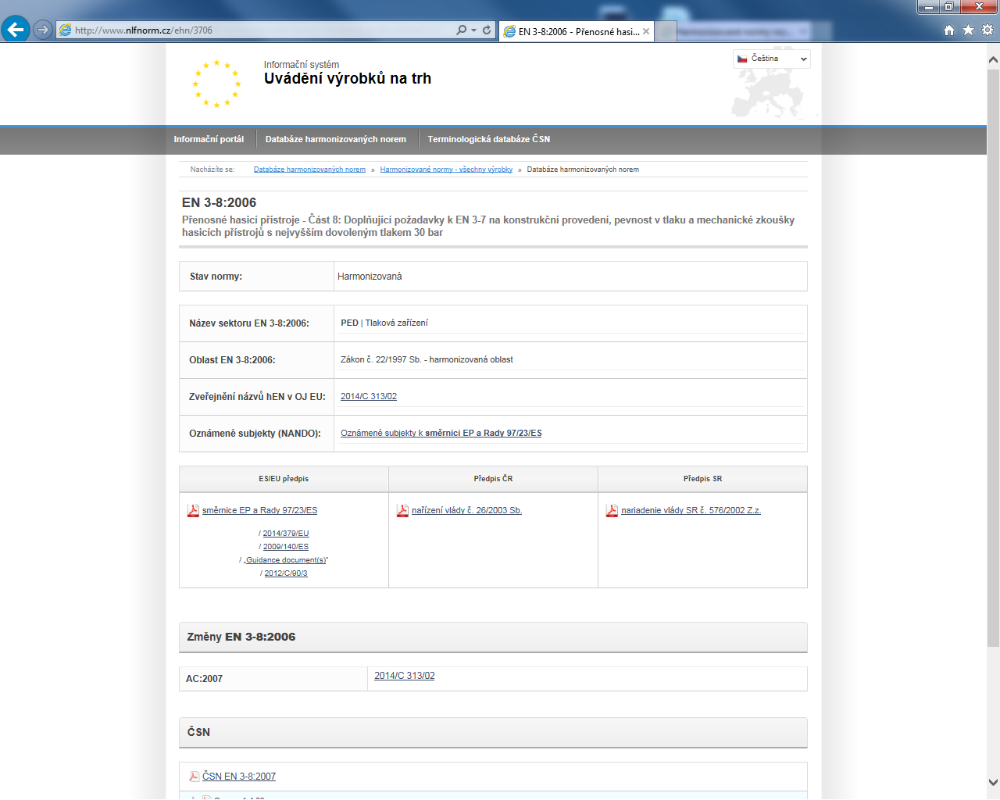 http://www.nlfnorm.cz/ehn/3706
EN 3-8:2006 - Přenosné hasi...
Informační systém
Uvádění výrobků na trh
Čeština
Informační portál
Databáze harmonizovaných norem
Terminologická databáze ČSN
Nacházíte se: Databáze harmonizovaných norem » Harmonizované normy - všechny výrobky » Databáze harmonizovaných norem
EN 3-8:2006
Přenosné hasicí přístroje - Část 8: Doplňující požadavky k EN 3-7 na konstrukční provedení, pevnost v tlaku a mechanické zkoušky
hasicích přístrojů s nejvyšším dovoleným tlakem 30 bar
Stav normy: Harmonizovaná
Název sektoru EN 3-8:2006: PED | Tlaková zařízení
Oblast EN 3-8:2006: Zákon č. 22/1997 Sb. - harmonizovaná oblast
Zveřejnění názvů hEN v OJ EU: 2014/C 313/02
Oznámené subjekty (NANDO): Oznámené subjekty k směrnici EP a Rady 97/23/ES
ES/EU předpis Předpis ČR Předpis SR
směrnice EP a Rady 97/23/ES nařízení vlády č. 26/2003 Sb. nariadenie vlády SR č. 576/2002 Z.z.
/ 2014/379/EU
/ 2009/140/ES
/ „Guidance document(s)“
/ 2012/C/90/3
Změny EN 3-8:2006
AC:2007 2014/C 313/02
ČSN
ČSN EN 3-8:2007